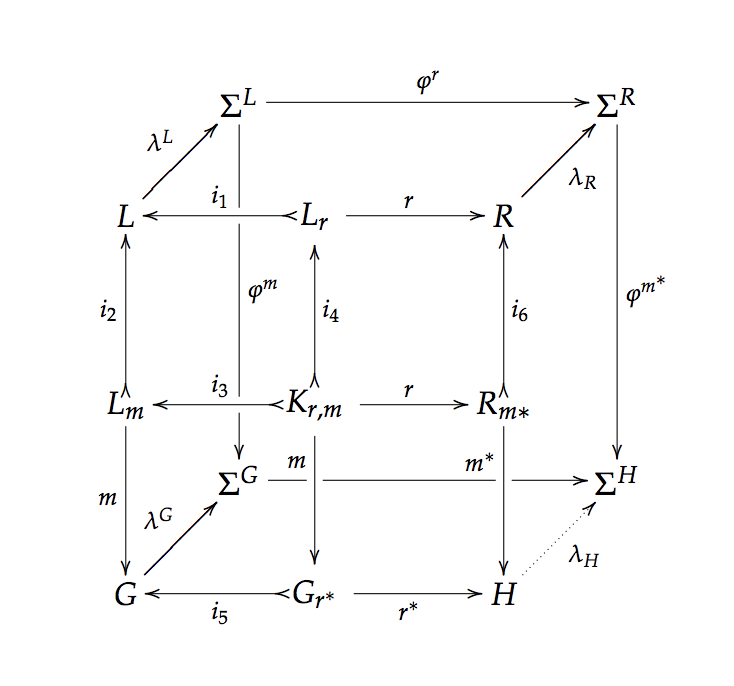 φ^r
Σ^L Σ^R
λ^L λ_R
i_1 r
L L_r R
i_2 φ^m i_4 i_6 φ^{m*}
i_3 r
L_m K_{r,m} R_{m*}
m m*
Σ^G Σ^H
m λ^G λ_H
G G_{r*} H
i_5 r*